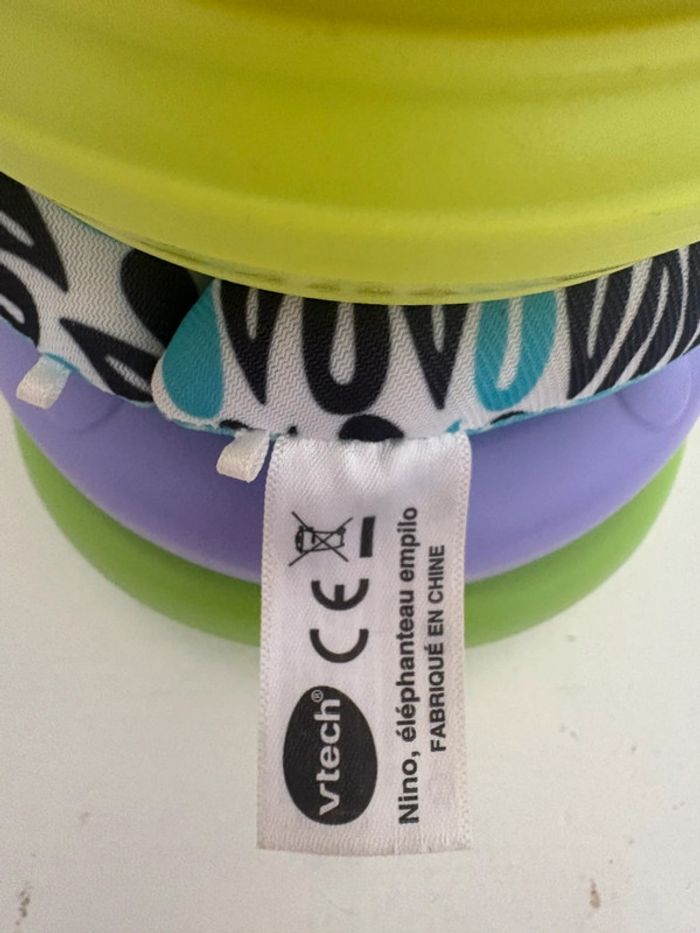 vtech®
CE
Nino, éléphanteau empilo
FABRIQUÉ EN CHINE